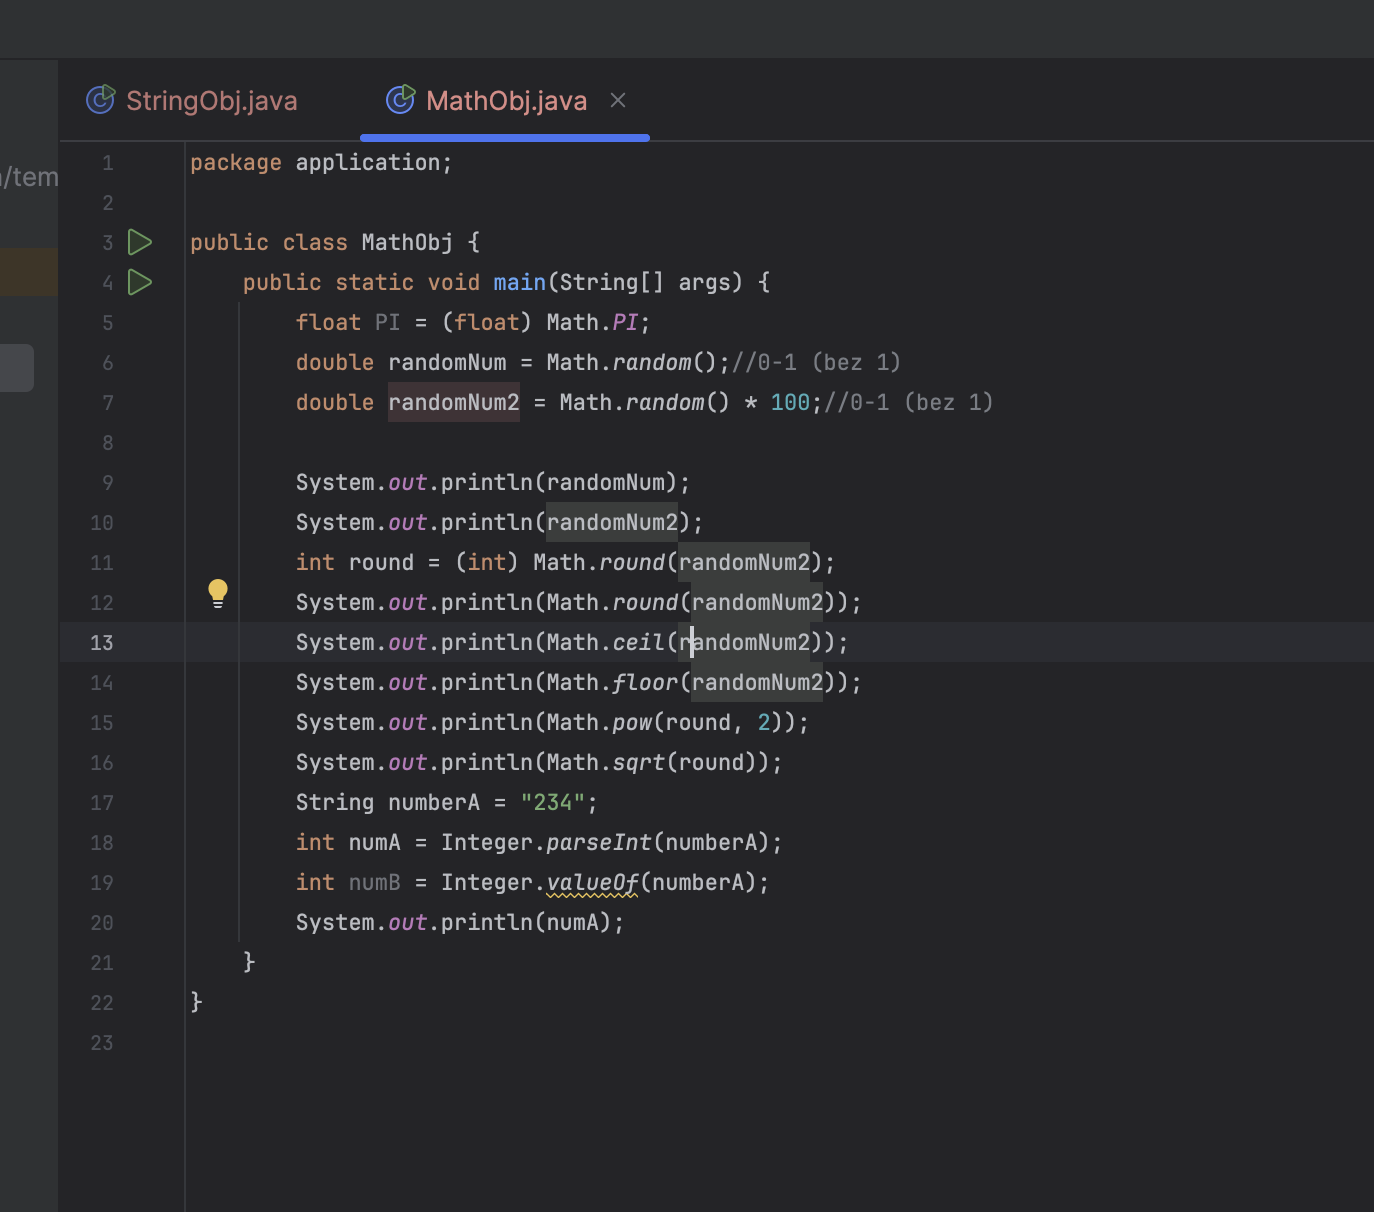 StringObj.java MathObj.java
/tem
1 package application;
2
3 public class MathObj {
4     public static void main(String[] args) {
5         float PI = (float) Math.PI;
6         double randomNum = Math.random();//0-1 (bez 1)
7         double randomNum2 = Math.random() * 100;//0-1 (bez 1)
8
9         System.out.println(randomNum);
10         System.out.println(randomNum2);
11         int round = (int) Math.round(randomNum2);
12         System.out.println(Math.round(randomNum2));
13         System.out.println(Math.ceil(randomNum2));
14         System.out.println(Math.floor(randomNum2));
15         System.out.println(Math.pow(round, 2));
16         System.out.println(Math.sqrt(round));
17         String numberA = "234";
18         int numA = Integer.parseInt(numberA);
19         int numB = Integer.valueOf(numberA);
20         System.out.println(numA);
21     }
22 }
23